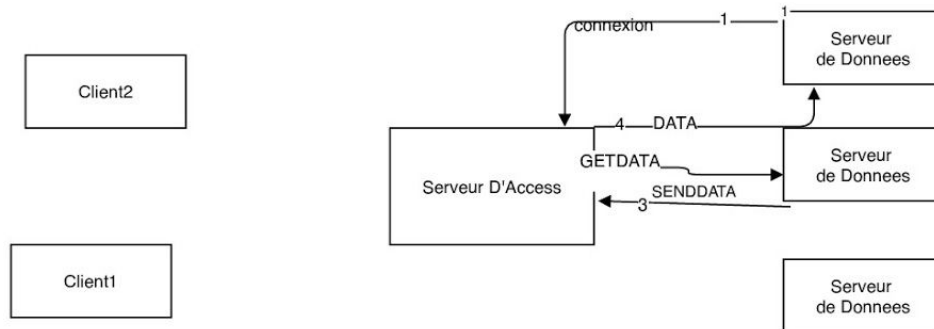 connexion 1 1
Serveur
de Donnees
Client2
4 DATA
GETDATA
Serveur D'Access
Serveur
de Donnees
SENDDATA
3
Client1
Serveur
de Donnees